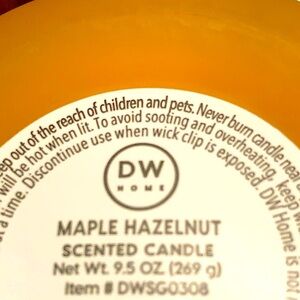 ep out of the reach of children and pets. Never burn candle nea
will be hot when lit. To avoid sooting and overheating, keep
a time. Discontinue use when wick clip is exposed. DW Home is not
DW
HOME
MAPLE HAZELNUT
SCENTED CANDLE
Net Wt. 9.5 OZ. (269 g)
Item # DWSG0308